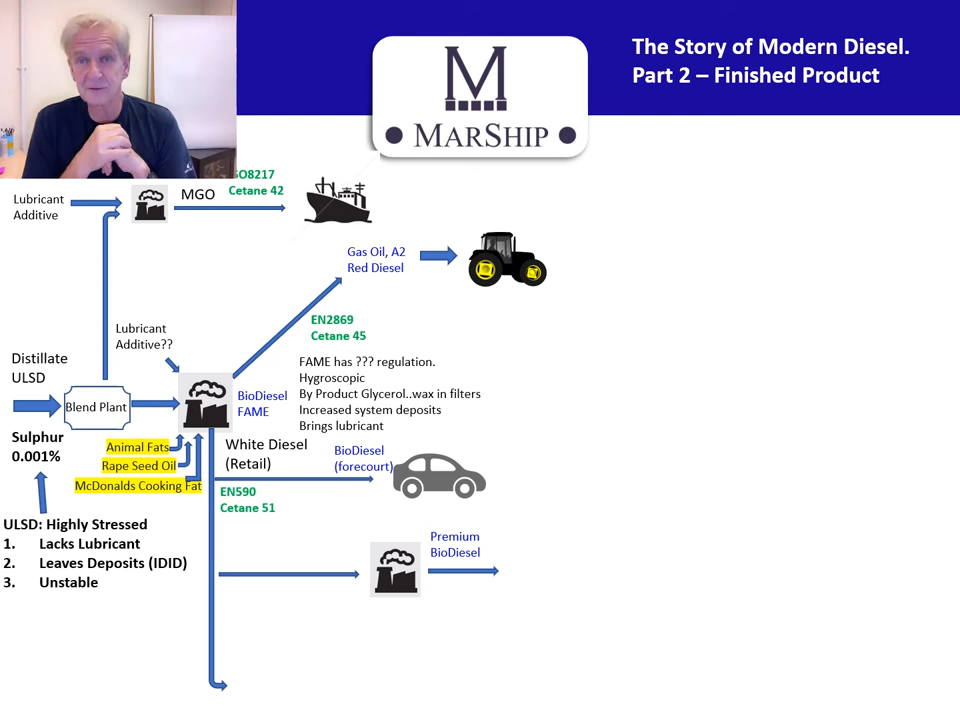 The Story of Modern Diesel.
Part 2 – Finished Product
M
MARSHIP
Lubricant
Additive
MGO
SO8217
Cetane 42
Gas Oil, A2
Red Diesel
EN2869
Cetane 45
Lubricant
Additive??
Distillate
ULSD
Blend Plant
BioDiesel
FAME
FAME has ??? regulation.
Hygroscopic
By Product Glycerol..wax in filters
Increased system deposits
Brings lubricant
Sulphur
0.001%
Animal Fats
Rape Seed Oil
McDonalds Cooking Fat
White Diesel
(Retail)
BioDiesel
(forecourt)
EN590
Cetane 51
ULSD: Highly Stressed
1. Lacks Lubricant
2. Leaves Deposits (IDID)
3. Unstable
Premium
BioDiesel